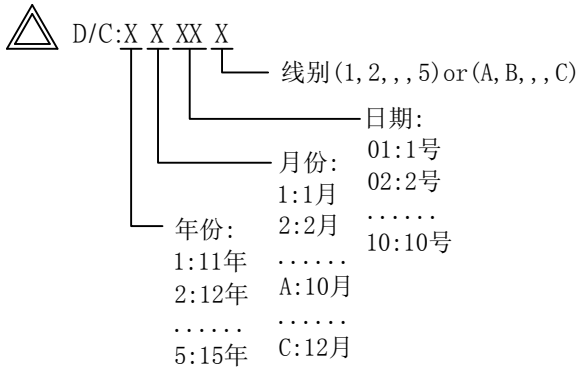 D/C:X X XX X
线别(1,2,,,5)or(A,B,,,C)
日期:
01:1号
02:2号
......
10:10号
月份:
1:1月
2:2月
......
A:10月
......
C:12月
年份:
1:11年
2:12年
......
5:15年